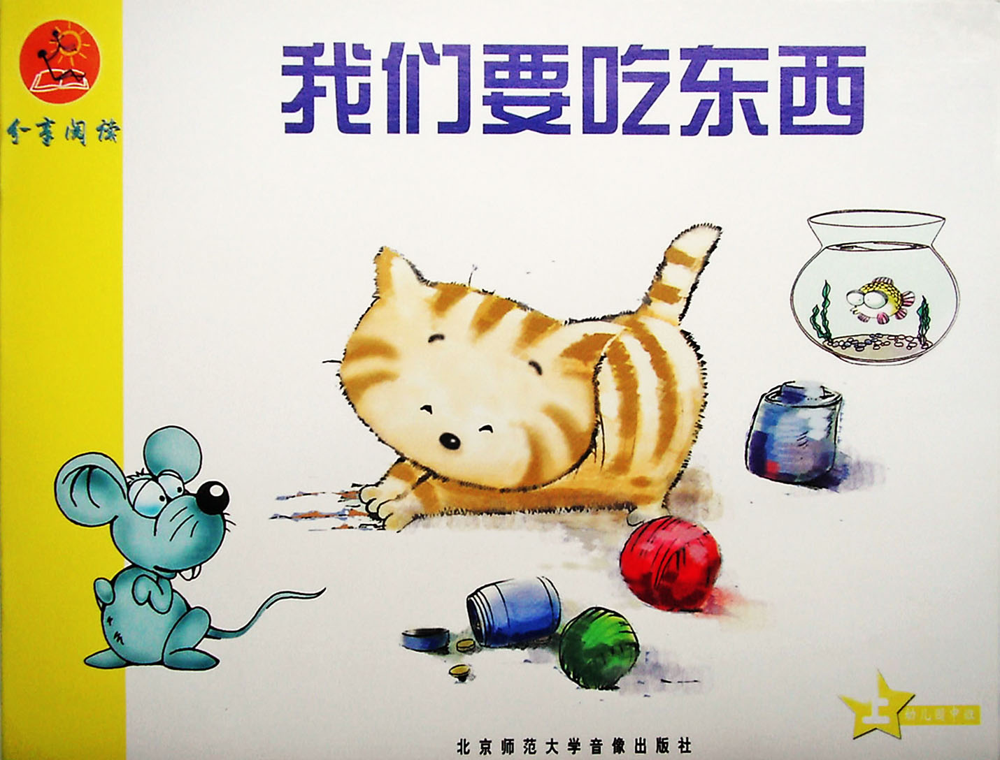 分享阅读
我们要吃东西
上
幼儿园中班
北京师范大学音像出版社